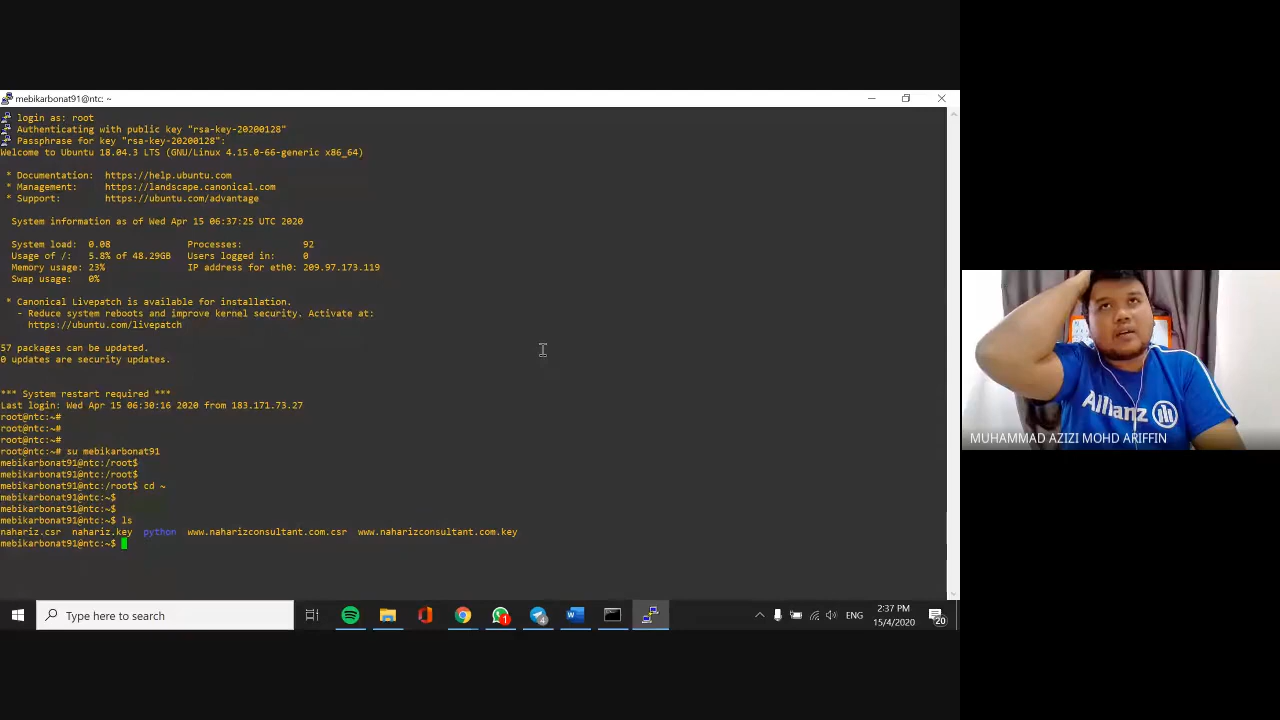 mebikarbonat91@ntc: ~
login as: root
Authenticating with public key "rsa-key-20200128"
Passphrase for key "rsa-key-20200128":
Welcome to Ubuntu 18.04.3 LTS (GNU/Linux 4.15.0-66-generic x86_64)
* Documentation:  https://help.ubuntu.com
* Management:     https://landscape.canonical.com
* Support:        https://ubuntu.com/advantage
System information as of Wed Apr 15 06:37:25 UTC 2020
System load:  0.08    Processes:    92
Usage of /:   5.8% of 48.29GB   Users logged in:    0
Memory usage: 23%    IP address for eth0: 209.97.173.119
Swap usage:   0%
* Canonical Livepatch is available for installation.
- Reduce system reboots and improve kernel security. Activate at:
https://ubuntu.com/livepatch
57 packages can be updated.
0 updates are security updates.
*** System restart required ***
Last login: Wed Apr 15 06:30:16 2020 from 183.171.73.27
root@ntc:~#
root@ntc:~#
root@ntc:~#
root@ntc:~# su mebikarbonat91
mebikarbonat91@ntc:/root$
mebikarbonat91@ntc:/root$
mebikarbonat91@ntc:/root$ cd ~
mebikarbonat91@ntc:~$
mebikarbonat91@ntc:~$
mebikarbonat91@ntc:~$ ls
nahariz.csr  nahariz.key  python  www.naharizconsultant.com.csr  www.naharizconsultant.com.key
mebikarbonat91@ntc:~$
Allianz
MUHAMMAD AZIZI MOHD ARIFFIN
Type here to search
1
4
ENG
2:37 PM
15/4/2020
20